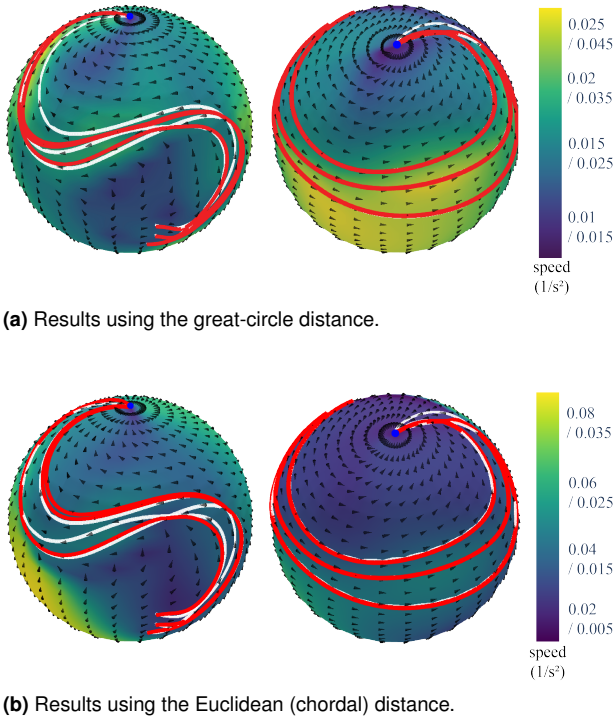 0.025
/ 0.045
0.02
/ 0.035
0.015
/ 0.025
0.01
/ 0.015
speed
(1/s²)
(a) Results using the great-circle distance.
0.08
/ 0.035
0.06
/ 0.025
0.04
/ 0.015
0.02
/ 0.005
speed
(1/s²)
(b) Results using the Euclidean (chordal) distance.